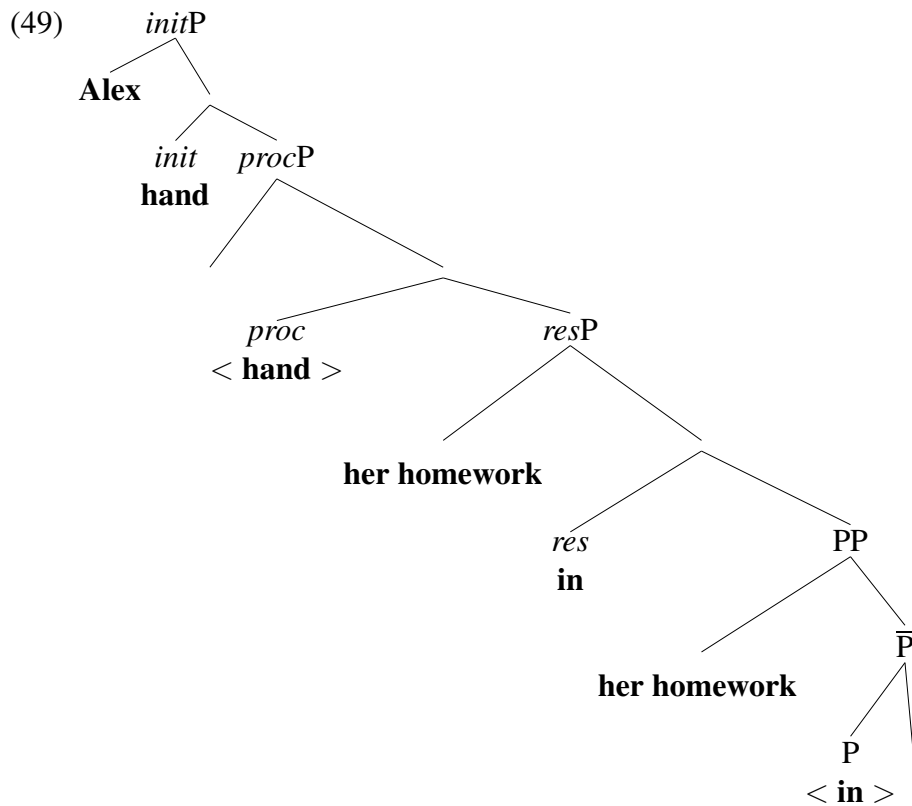 (49) initP
Alex
init procP
hand
proc resP
< hand >
her homework
res PP
in
P̅
her homework
P
< in >